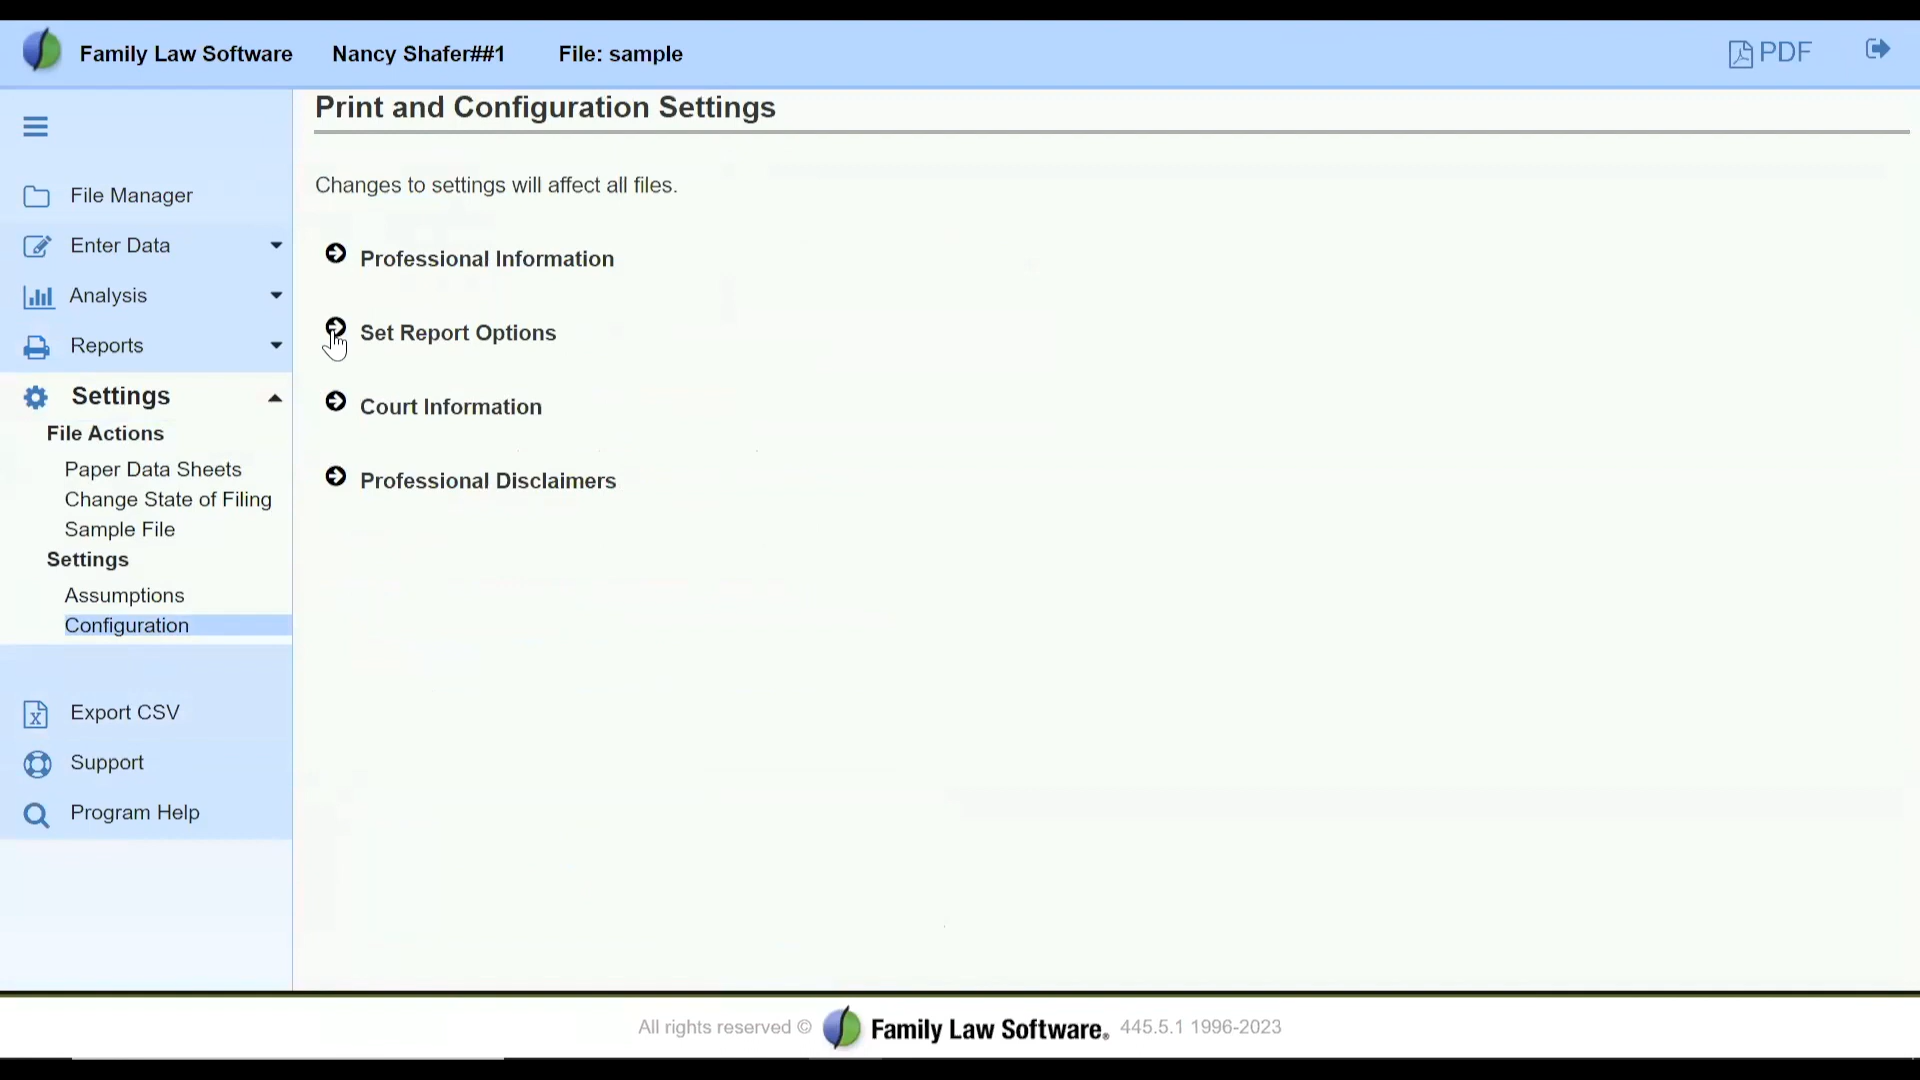 Family Law Software
Nancy Shafer##1
File: sample
PDF
File Manager
Enter Data
Analysis
Reports
Settings
File Actions
Paper Data Sheets
Change State of Filing
Sample File
Settings
Assumptions
Configuration
Export CSV
Support
Program Help
Print and Configuration Settings
Changes to settings will affect all files.
Professional Information
Set Report Options
Court Information
Professional Disclaimers
All rights reserved © Family Law Software® 445.5.1 1996-2023